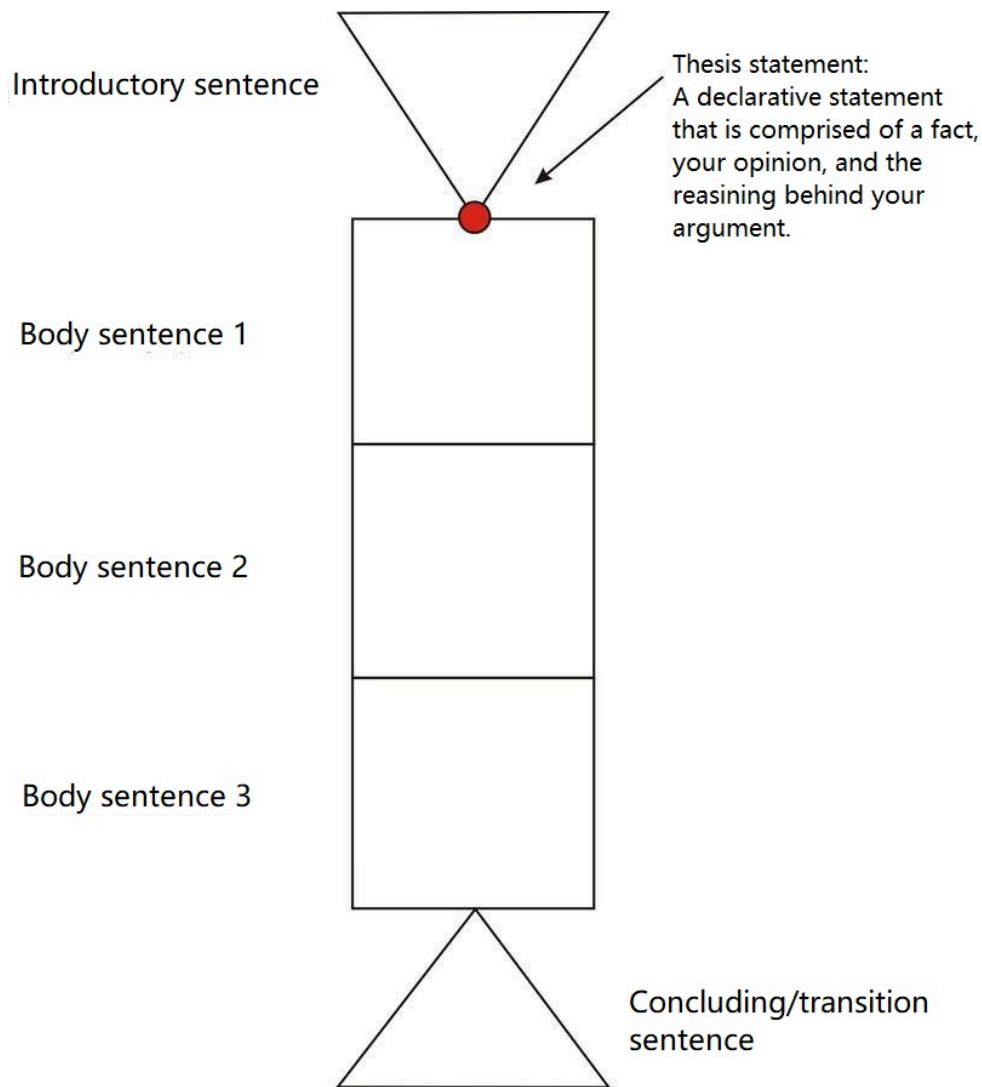 Introductory sentence
Thesis statement:
A declarative statement
that is comprised of a fact,
your opinion, and the
reasining behind your
argument.
Body sentence 1
Body sentence 2
Body sentence 3
Concluding/transition
sentence